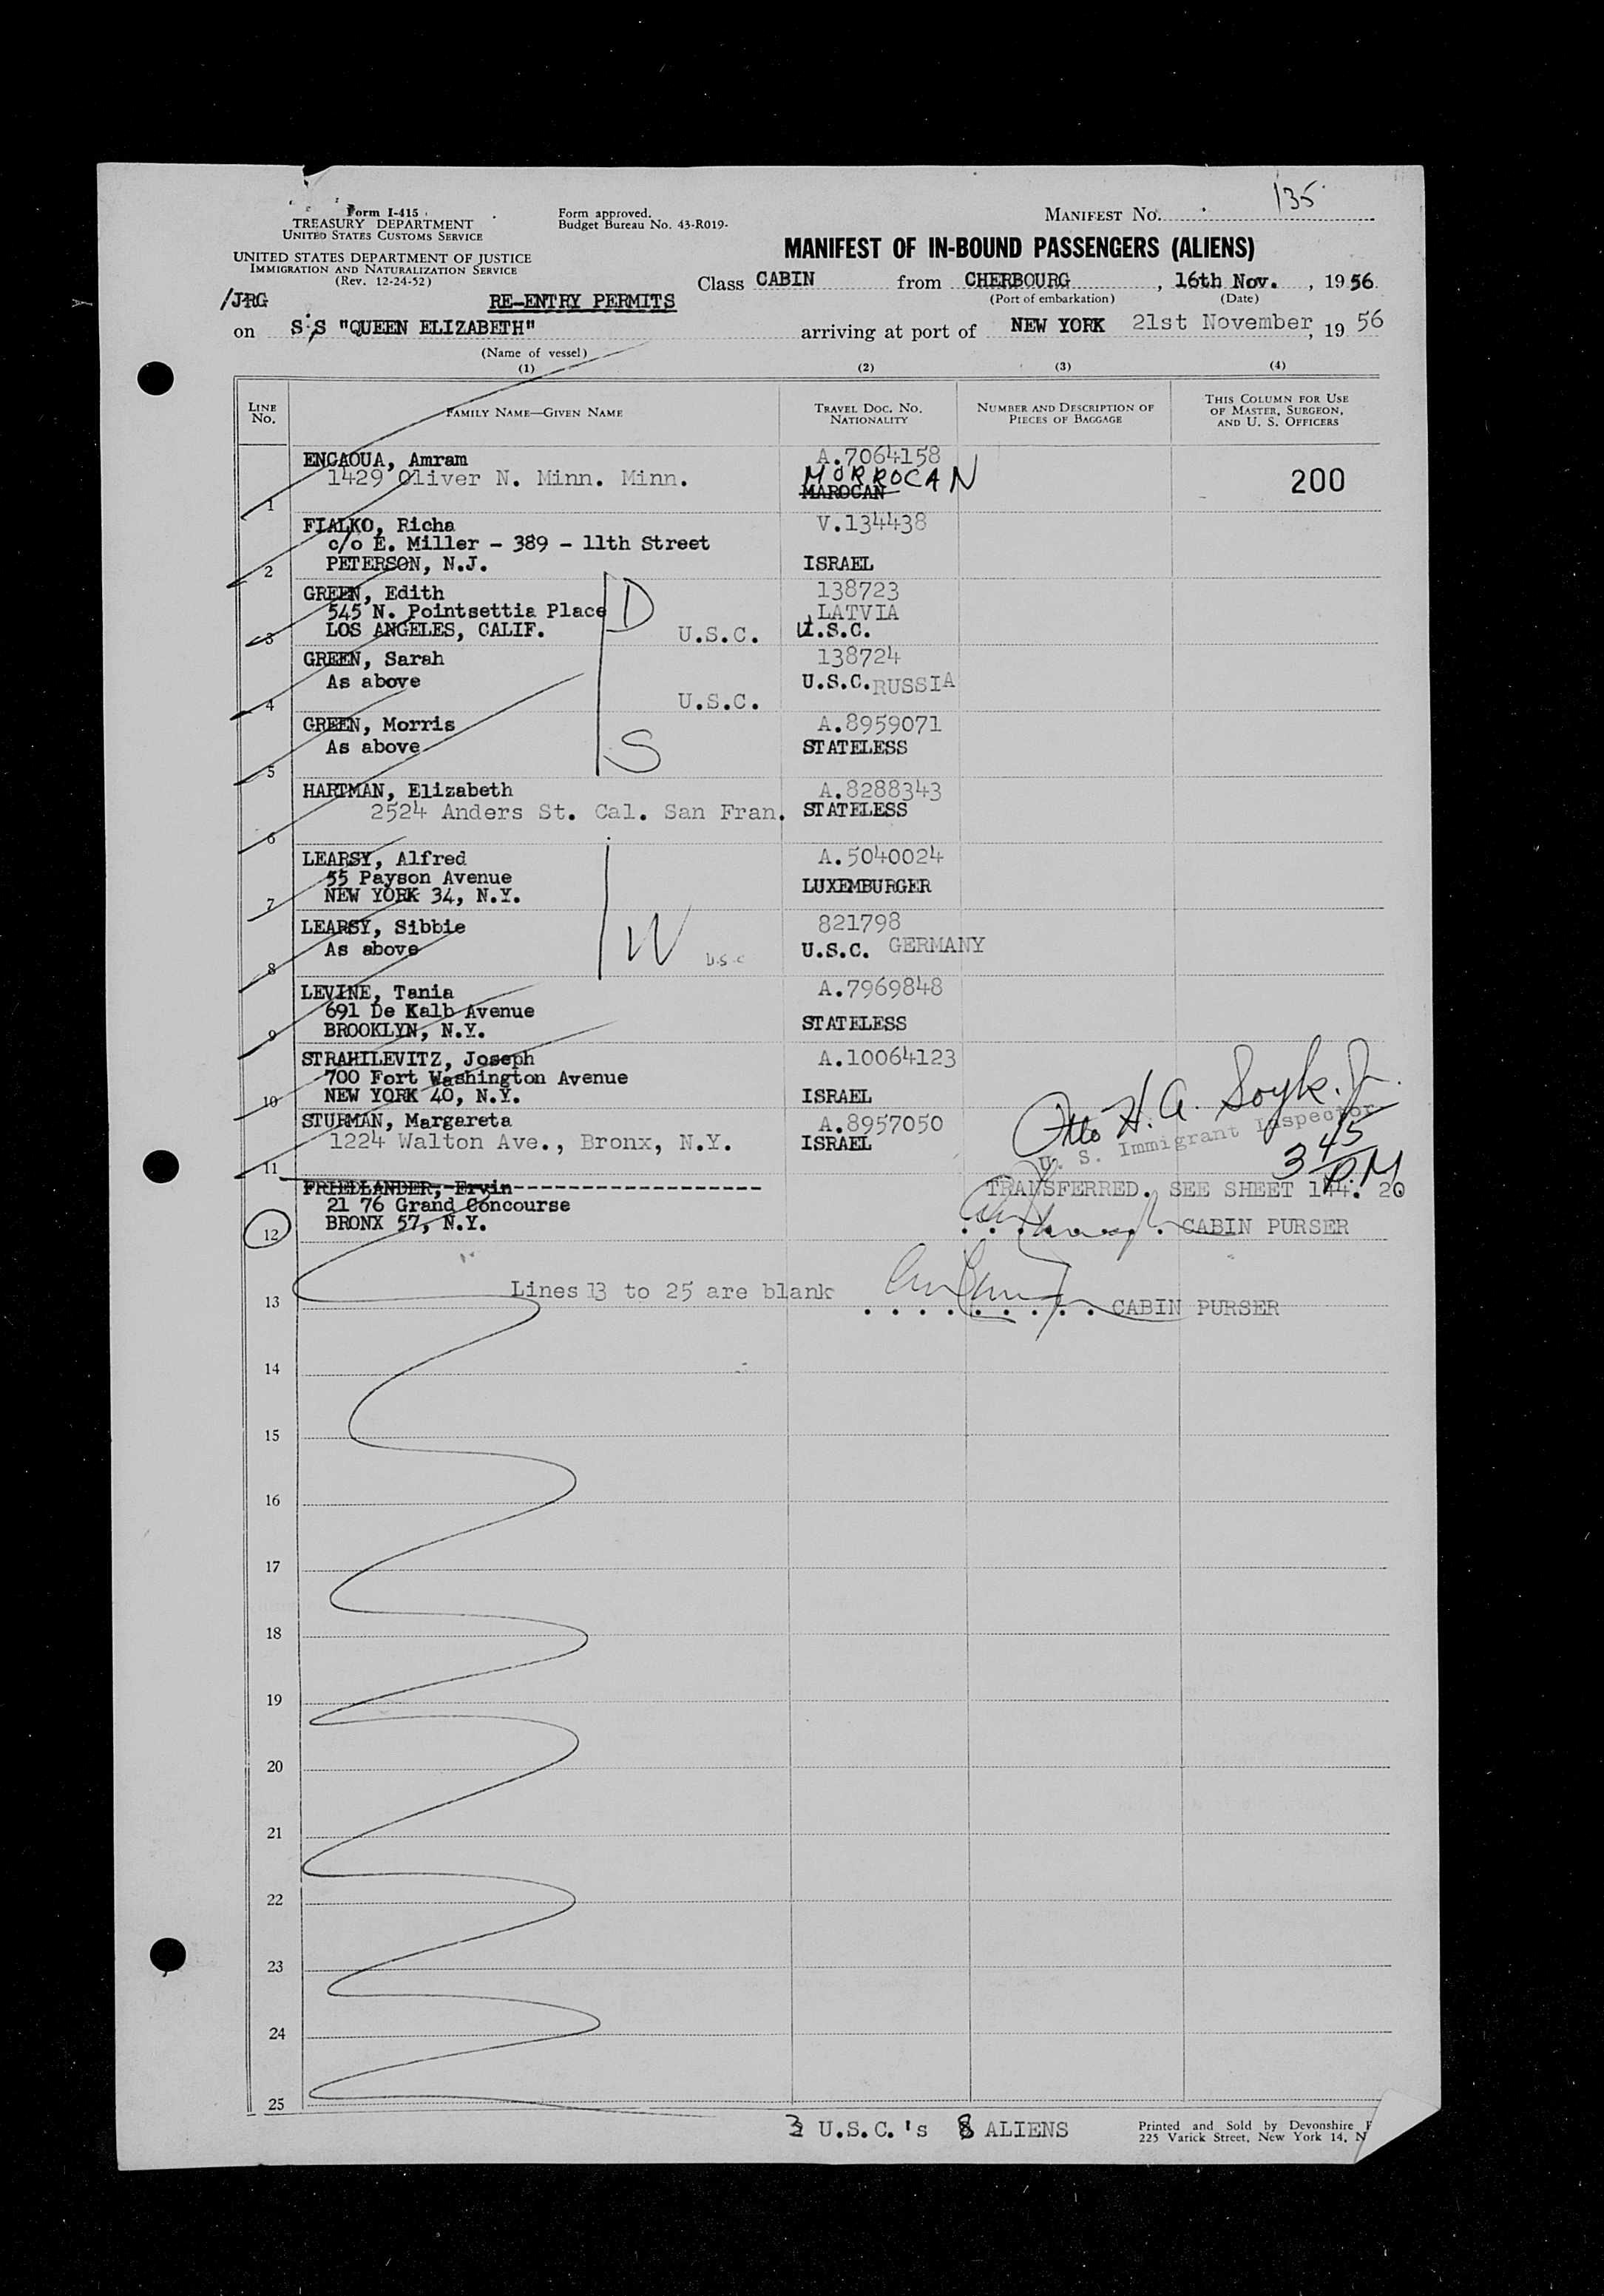 135
Form I-415
TREASURY DEPARTMENT
UNITED STATES CUSTOMS SERVICE
UNITED STATES DEPARTMENT OF JUSTICE
IMMIGRATION AND NATURALIZATION SERVICE
(Rev. 12-24-52)
Form approved.
Budget Bureau No. 43-R019-
MANIFEST No.
MANIFEST OF IN-BOUND PASSENGERS (ALIENS)
Class CABIN from CHERBOURG, 16th Nov., 1956
(Port of embarkation) (Date)
/JRG RE-ENTRY PERMITS
on S.S "QUEEN ELIZABETH" arriving at port of NEW YORK 21st November, 19 56
(Name of vessel)
(1) (2) (3) (4)
LINE No. FAMILY NAME—GIVEN NAME TRAVEL DOC. NO. NATIONALITY NUMBER AND DESCRIPTION OF PIECES OF BAGGAGE THIS COLUMN FOR USE OF MASTER, SURGEON, AND U. S. OFFICERS
ENCAOUA, Amram A.7064158
1429 Oliver N. Minn. Minn. MORROCAN 200
1 MAROCAN
FIALKO, Richa V.134438
c/o E. Miller - 389 - 11th Street
2 PETERSON, N.J. ISRAEL
GREEN, Edith D 138723
545 N. Pointsettia Place LATVIA
3 LOS ANGELES, CALIF. U.S.C. U.S.C.
GREEN, Sarah 138724
As above U.S.C. RUSSIA
4 U.S.C.
GREEN, Morris A.8959071
As above S STATELESS
5
HARTMAN, Elizabeth A.8288343
2524 Anders St. Cal. San Fran. STATELESS
6
LEARSY, Alfred A.5040024
55 Payson Avenue LUXEMBURGER
7 NEW YORK 34, N.Y.
LEARSY, Sibbie 821798
As above W U.S.C U.S.C. GERMANY
8
LEVINE, Tania A.7969848
691 De Kalb Avenue
9 BROOKLYN, N.Y. STATELESS
STRAHILEVITZ, Joseph A.10064123
700 Fort Washington Avenue
10 NEW YORK 40, N.Y. ISRAEL
STURMAN, Margareta A.8957050
1224 Walton Ave., Bronx, N.Y. ISRAEL
11
Otto H. A. Soyk. Jr.
U. S. Immigrant Inspector
3 45 PM
FRIEDLANDER, Ervin TRANSFERRED. SEE SHEET 144. 20
21 76 Grand Concourse
12 BRONX 57, N.Y. CABIN PURSER
Lines 13 to 25 are blank
13 CABIN PURSER
14
15
16
17
18
19
20
21
22
23
24
25
3 U.S.C.'s 8 ALIENS
Printed and Sold by Devonshire
225 Varick Street, New York 14, N